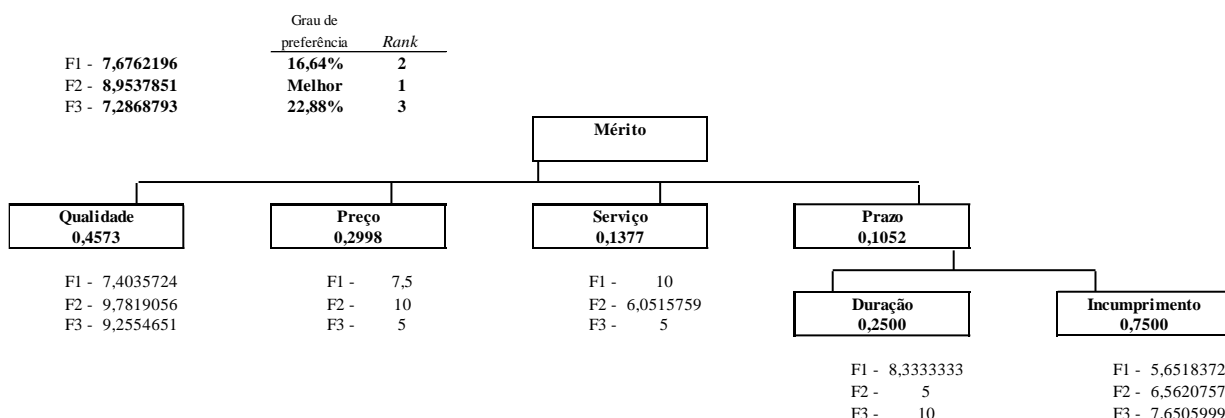 Grau de
preferência Rank
F1 - 7,6762196 16,64% 2
F2 - 8,9537851 Melhor 1
F3 - 7,2868793 22,88% 3
Mérito
Qualidade Preço Serviço Prazo
0,4573 0,2998 0,1377 0,1052
F1 - 7,4035724 F1 - 7,5 F1 - 10
F2 - 9,7819056 F2 - 10 F2 - 6,0515759 Duração Incumprimento
F3 - 9,2554651 F3 - 5 F3 - 5 0,2500 0,7500
F1 - 8,3333333 F1 - 5,6518372
F2 - 5 F2 - 6,5620757
F3 - 10 F3 - 7,6505999